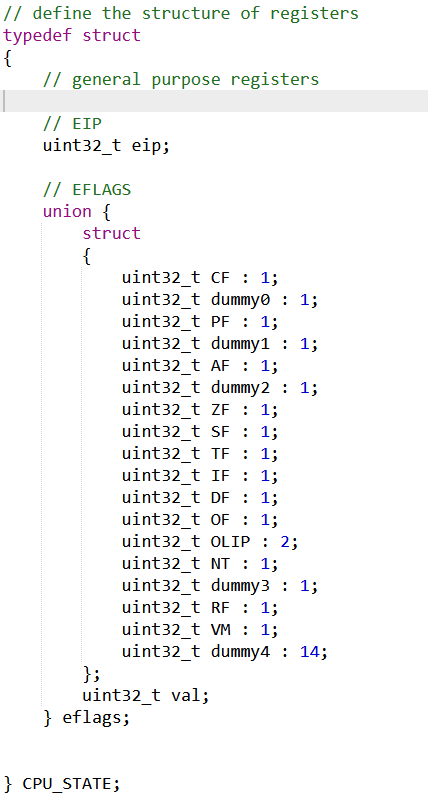 // define the structure of registers
typedef struct
{
    // general purpose registers

    // EIP
    uint32_t eip;

    // EFLAGS
    union {
        struct
        {
            uint32_t CF : 1;
            uint32_t dummy0 : 1;
            uint32_t PF : 1;
            uint32_t dummy1 : 1;
            uint32_t AF : 1;
            uint32_t dummy2 : 1;
            uint32_t ZF : 1;
            uint32_t SF : 1;
            uint32_t TF : 1;
            uint32_t IF : 1;
            uint32_t DF : 1;
            uint32_t OF : 1;
            uint32_t OLIP : 2;
            uint32_t NT : 1;
            uint32_t dummy3 : 1;
            uint32_t RF : 1;
            uint32_t VM : 1;
            uint32_t dummy4 : 14;
        };
        uint32_t val;
    } eflags;


} CPU_STATE;